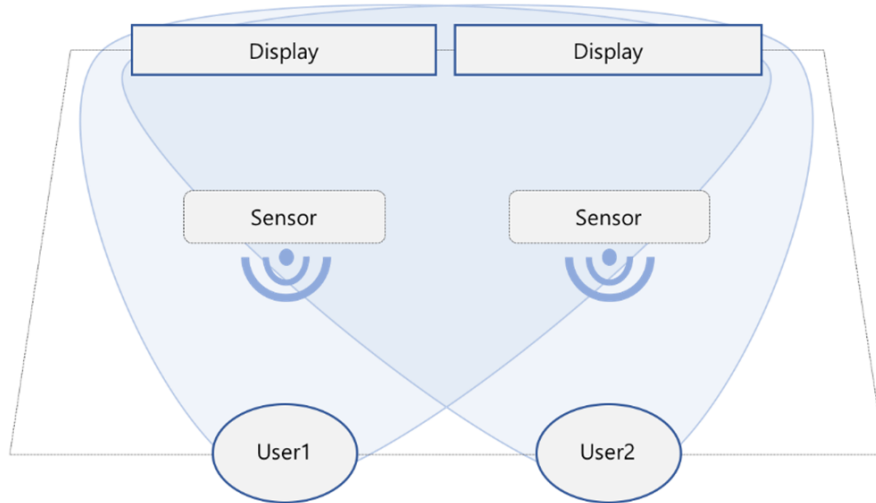 Display
Display
Sensor
Sensor
User1
User2